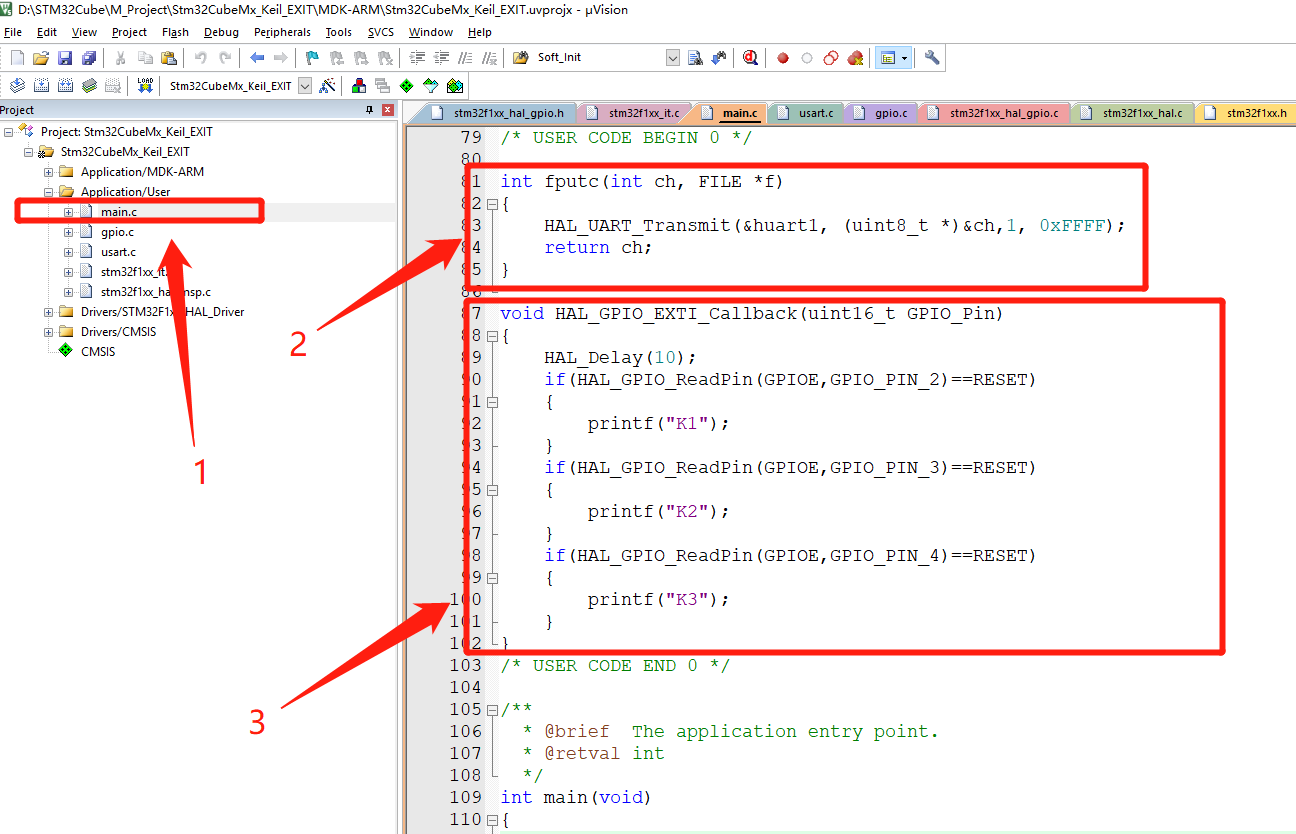 D:\STM32Cube\M_Project\Stm32CubeMx_Keil_EXIT\MDK-ARM\Stm32CubeMx_Keil_EXIT.uvprojx - µVision
File Edit View Project Flash Debug Peripherals Tools SVCS Window Help
Soft_Init
LOAD Stm32CubeMx_Keil_EXIT
Project
Project: Stm32CubeMx_Keil_EXIT
Stm32CubeMx_Keil_EXIT
Application/MDK-ARM
Application/User
main.c
gpio.c
usart.c
stm32f1xx_it.
stm32f1xx_ha msp.c
Drivers/STM32F1x HAL_Driver
Drivers/CMSIS
CMSIS
1
stm32f1xx_hal_gpio.h stm32f1xx_it.c main.c usart.c gpio.c stm32f1xx_hal_gpio.c stm32f1xx_hal.c stm32f1xx.h
79 /* USER CODE BEGIN 0 */
80
81 int fputc(int ch, FILE *f)
82 {
83 HAL_UART_Transmit(&huart1, (uint8_t *)&ch,1, 0xFFFF);
84 return ch;
85 }
86
87 void HAL_GPIO_EXTI_Callback(uint16_t GPIO_Pin)
88 {
89 HAL_Delay(10);
90 if(HAL_GPIO_ReadPin(GPIOE,GPIO_PIN_2)==RESET)
91 {
92 printf("K1");
93 }
94 if(HAL_GPIO_ReadPin(GPIOE,GPIO_PIN_3)==RESET)
95 {
96 printf("K2");
97 }
98 if(HAL_GPIO_ReadPin(GPIOE,GPIO_PIN_4)==RESET)
99 {
100 printf("K3");
101 }
102 }
103 /* USER CODE END 0 */
104
105 /**
106 * @brief The application entry point.
107 * @retval int
108 */
109 int main(void)
110 {
2
3